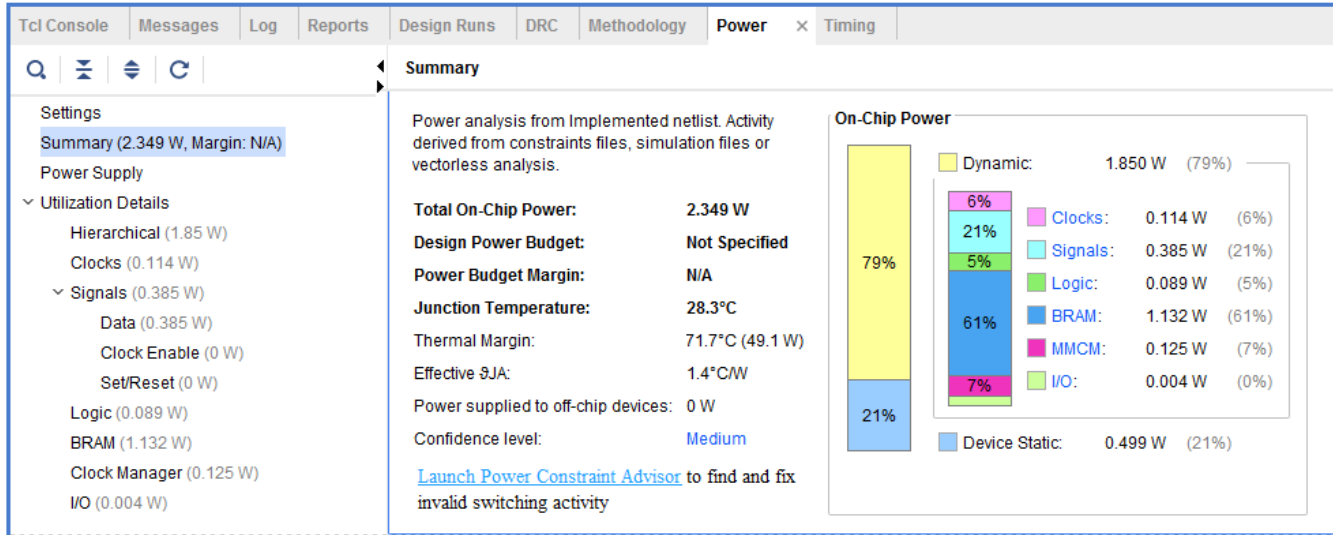 Tcl Console Messages Log Reports Design Runs DRC Methodology Power × Timing
Summary
Settings
Summary (2.349 W, Margin: N/A)
Power Supply
Utilization Details
Hierarchical (1.85 W)
Clocks (0.114 W)
Signals (0.385 W)
Data (0.385 W)
Clock Enable (0 W)
Set/Reset (0 W)
Logic (0.089 W)
BRAM (1.132 W)
Clock Manager (0.125 W)
I/O (0.004 W)
Power analysis from Implemented netlist. Activity
derived from constraints files, simulation files or
vectorless analysis.
Total On-Chip Power: 2.349 W
Design Power Budget: Not Specified
Power Budget Margin: N/A
Junction Temperature: 28.3°C
Thermal Margin: 71.7°C (49.1 W)
Effective ϑJA: 1.4°C/W
Power supplied to off-chip devices: 0 W
Confidence level: Medium
Launch Power Constraint Advisor to find and fix
invalid switching activity
On-Chip Power
79%
21%
Dynamic: 1.850 W (79%)
6%
21%
5%
61%
7%
Clocks: 0.114 W (6%)
Signals: 0.385 W (21%)
Logic: 0.089 W (5%)
BRAM: 1.132 W (61%)
MMCM: 0.125 W (7%)
I/O: 0.004 W (0%)
Device Static: 0.499 W (21%)